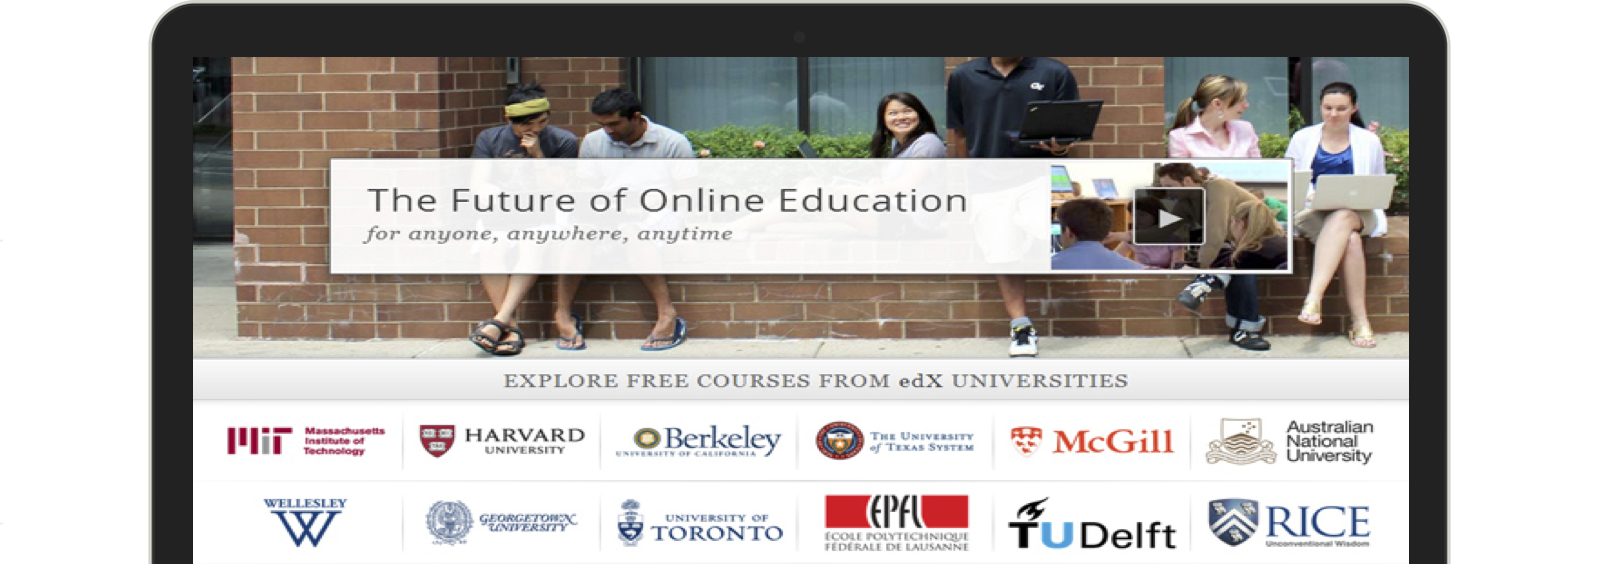 The Future of Online Education
for anyone, anywhere, anytime
EXPLORE FREE COURSES FROM edX UNIVERSITIES
MIT
Massachusetts
Institute of
Technology
HARVARD
UNIVERSITY
Berkeley
UNIVERSITY OF CALIFORNIA
THE UNIVERSITY
of TEXAS SYSTEM
McGill
Australian
National
University
WELLESLEY
W
GEORGETOWN
UNIVERSITY
UNIVERSITY OF
TORONTO
EPFL
ÉCOLE POLYTECHNIQUE
FÉDÉRALE DE LAUSANNE
TU Delft
RICE
Unconventional Wisdom